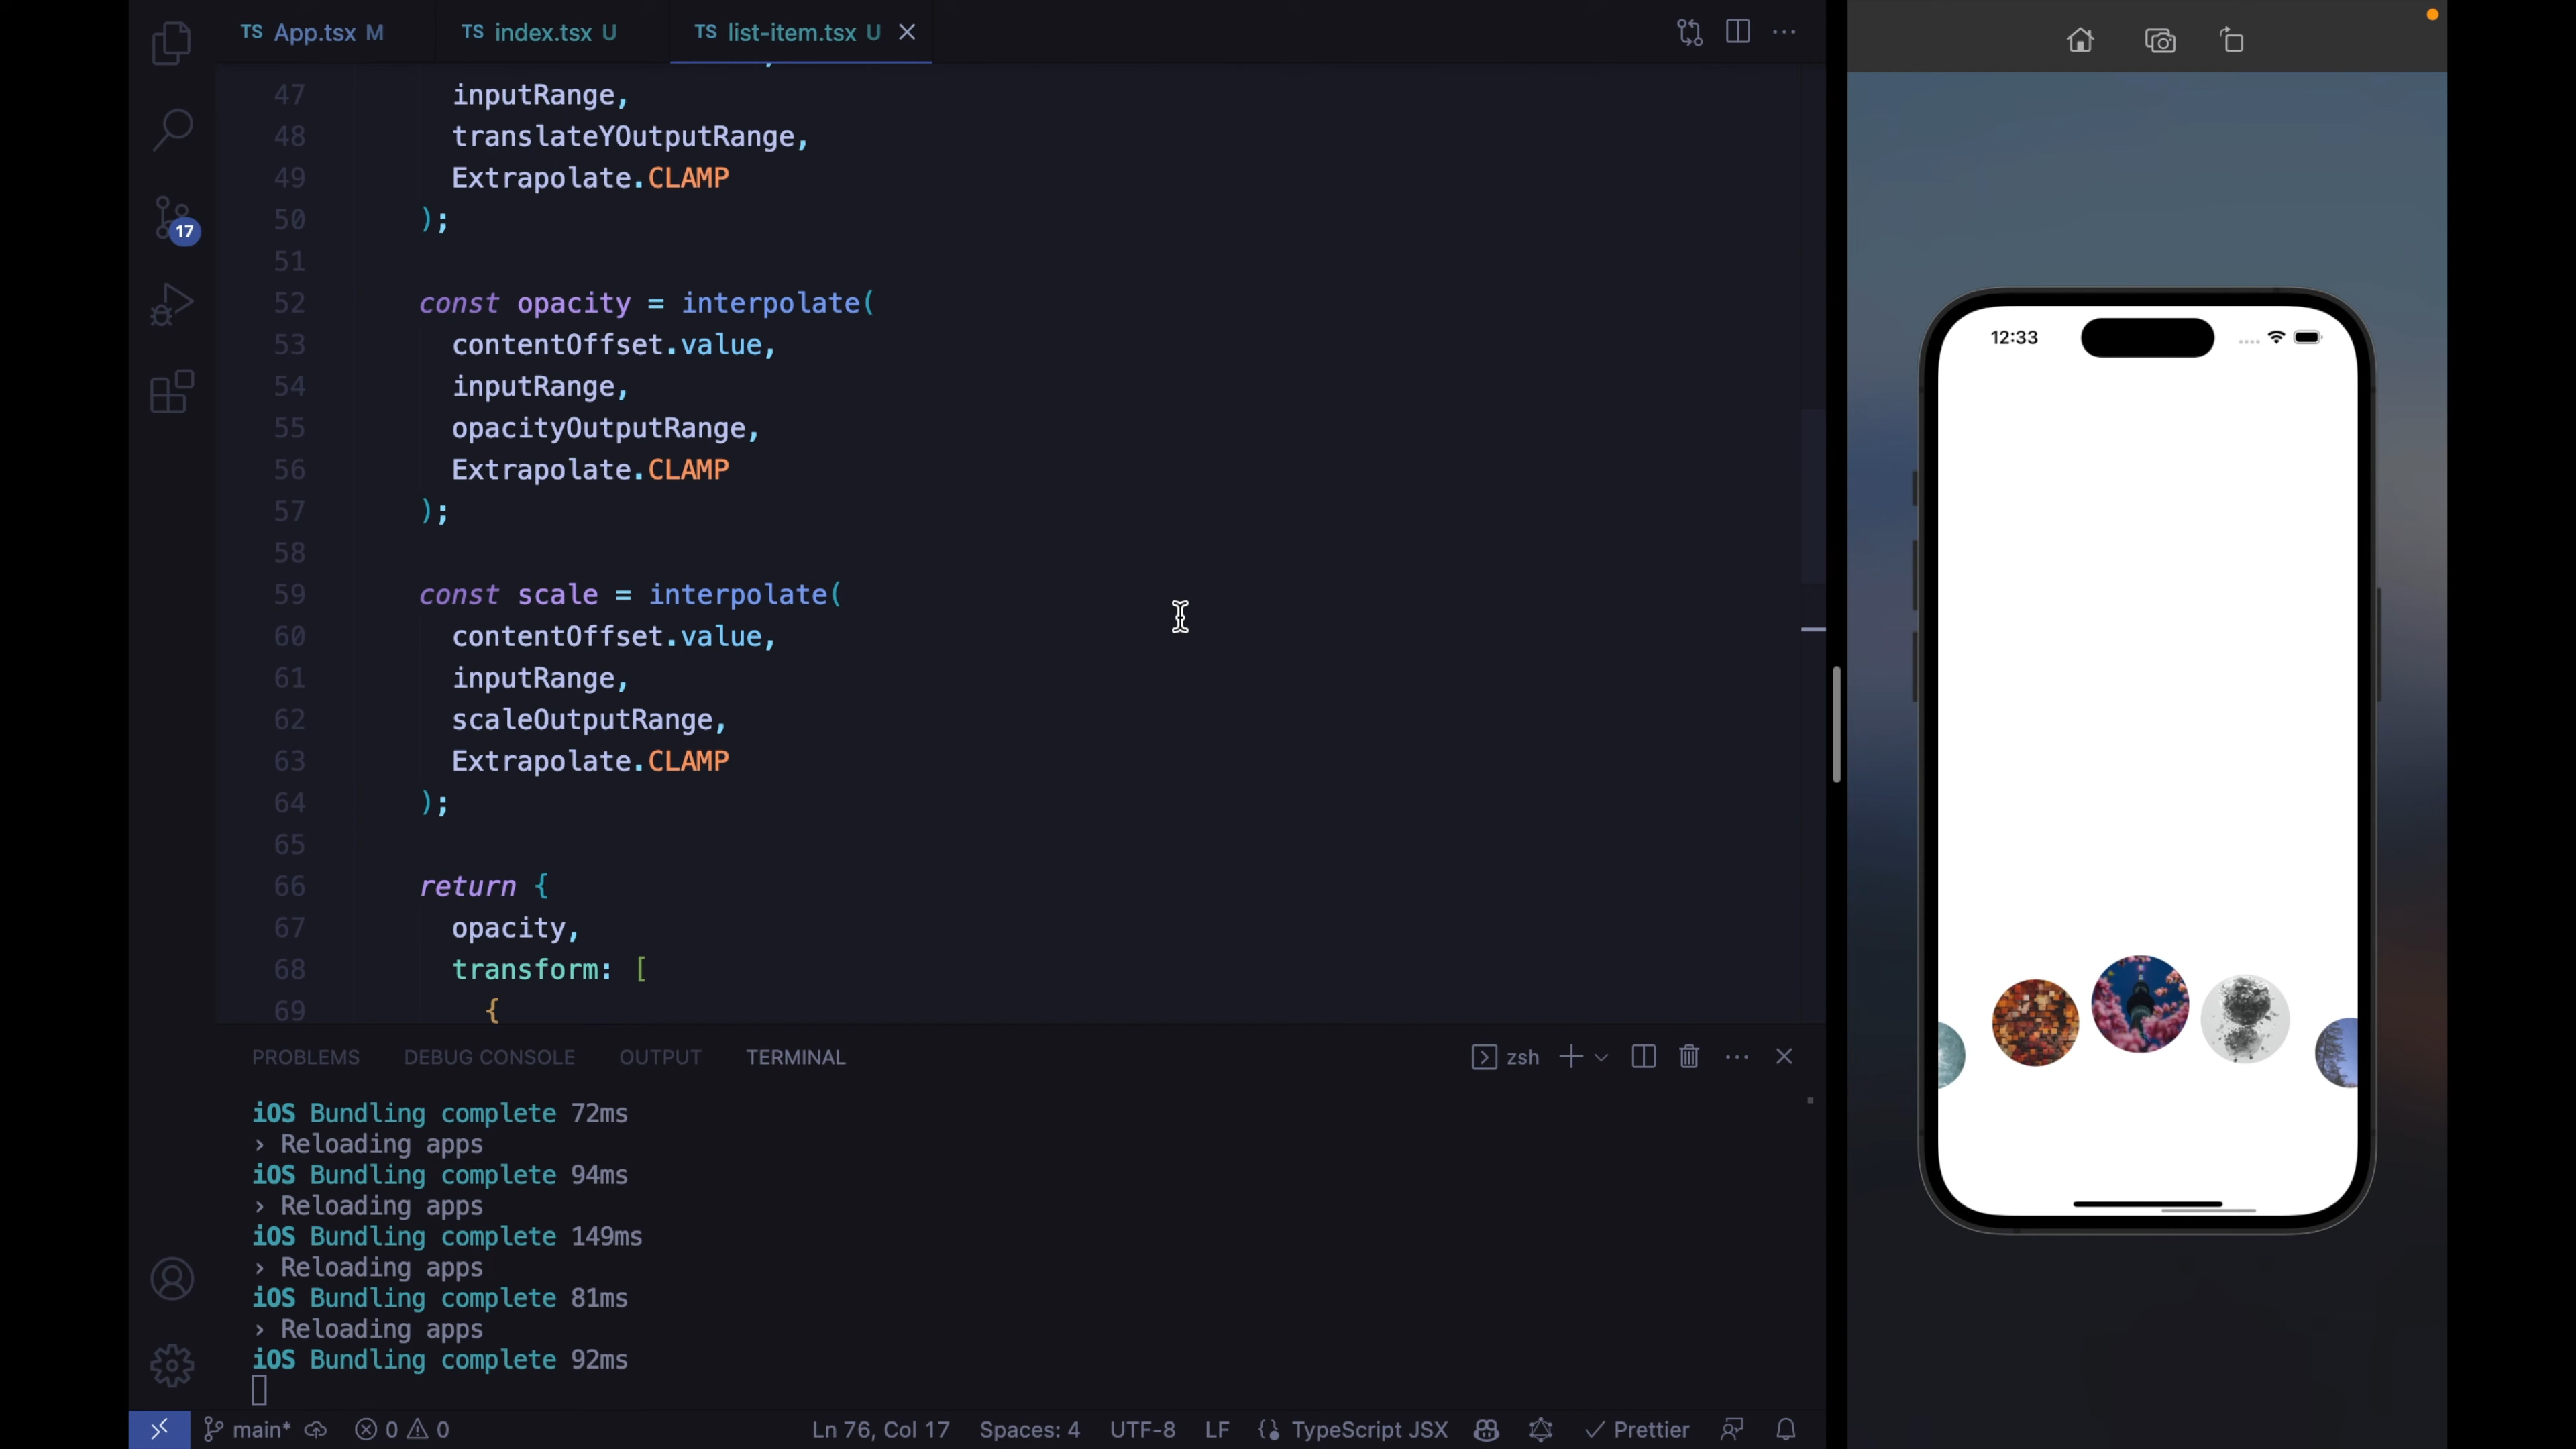 TS App.tsx M
TS index.tsx U
TS list-item.tsx U
47 inputRange,
48 translateYOutputRange,
49 Extrapolate.CLAMP
50 );
51
52 const opacity = interpolate(
53 contentOffset.value,
54 inputRange,
55 opacityOutputRange,
56 Extrapolate.CLAMP
57 );
58
59 const scale = interpolate(
60 contentOffset.value,
61 inputRange,
62 scaleOutputRange,
63 Extrapolate.CLAMP
64 );
65
66 return {
67 opacity,
68 transform: [
69 {
17
PROBLEMS DEBUG CONSOLE OUTPUT TERMINAL
zsh
iOS Bundling complete 72ms
› Reloading apps
iOS Bundling complete 94ms
› Reloading apps
iOS Bundling complete 149ms
› Reloading apps
iOS Bundling complete 81ms
› Reloading apps
iOS Bundling complete 92ms
main* 0 0 Ln 76, Col 17 Spaces: 4 UTF-8 LF {} TypeScript JSX Prettier
12:33